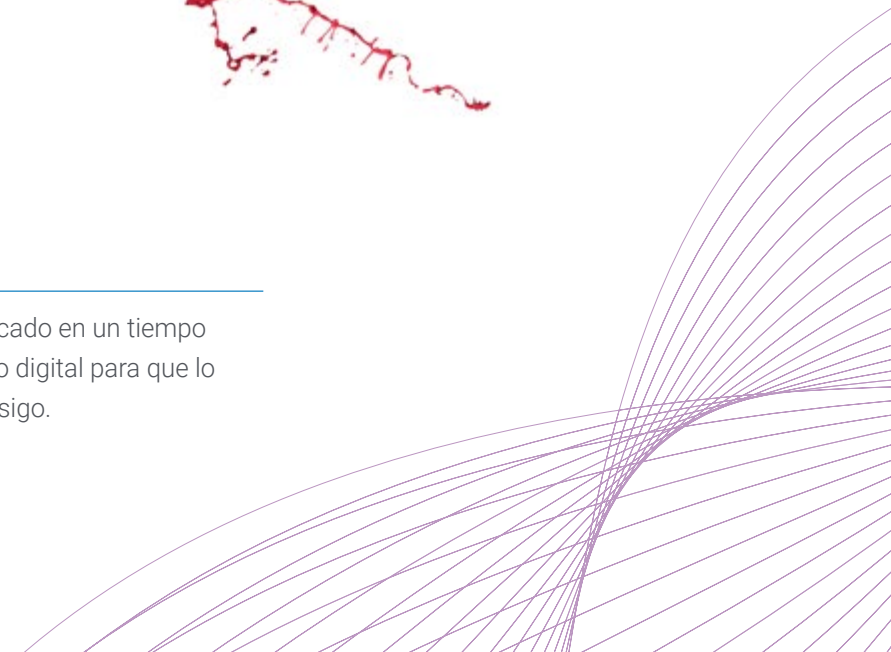 cado en un tiempo
o digital para que lo
sigo.